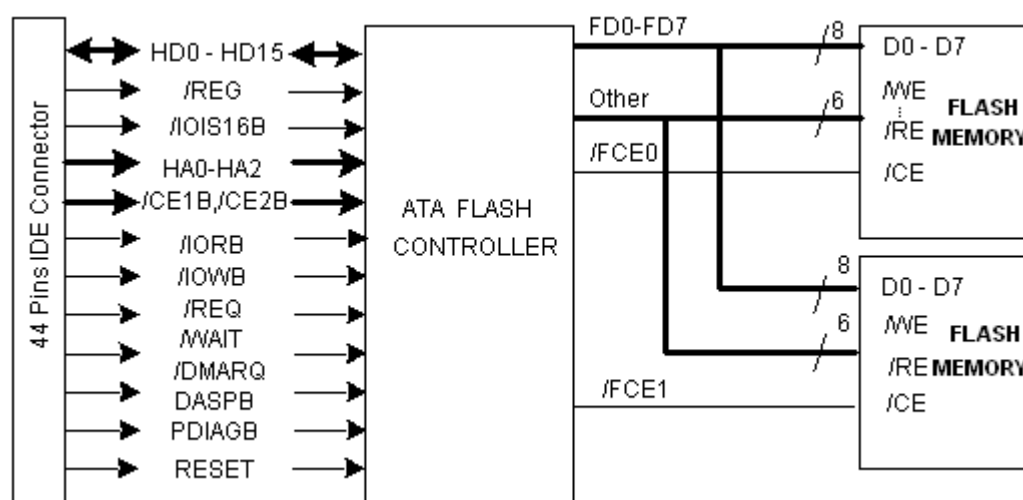 44 Pins IDE Connector
HD0 - HD15
/REG
/IOIS16B
HA0-HA2
/CE1B,/CE2B
/IORB
/IOWB
/REQ
/WAIT
/DMARQ
DASPB
PDIAGB
RESET
ATA FLASH
CONTROLLER
FD0-FD7
Other
/FCE0
/FCE1
8
6
D0 - D7
/WE
/RE
/CE
FLASH
MEMORY
8
6
D0 - D7
/WE
/RE
/CE
FLASH
MEMORY